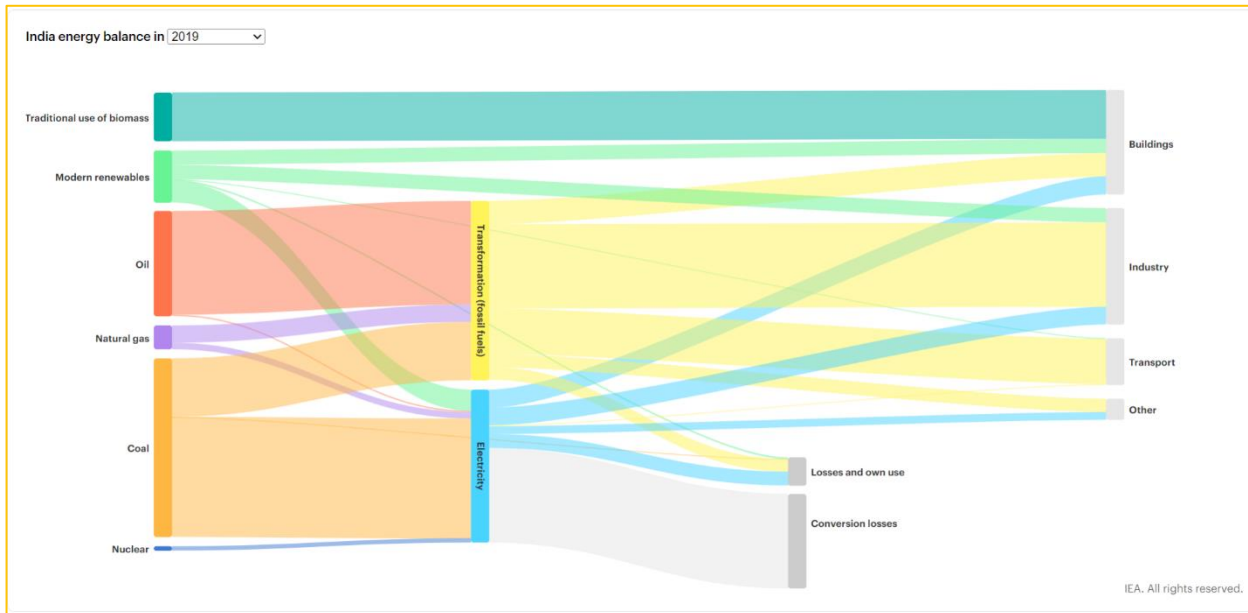 India energy balance in 2019
Traditional use of biomass
Modern renewables
Oil
Natural gas
Coal
Nuclear
Transformation (fossil fuels)
Electricity
Losses and own use
Conversion losses
Buildings
Industry
Transport
Other
IEA. All rights reserved.